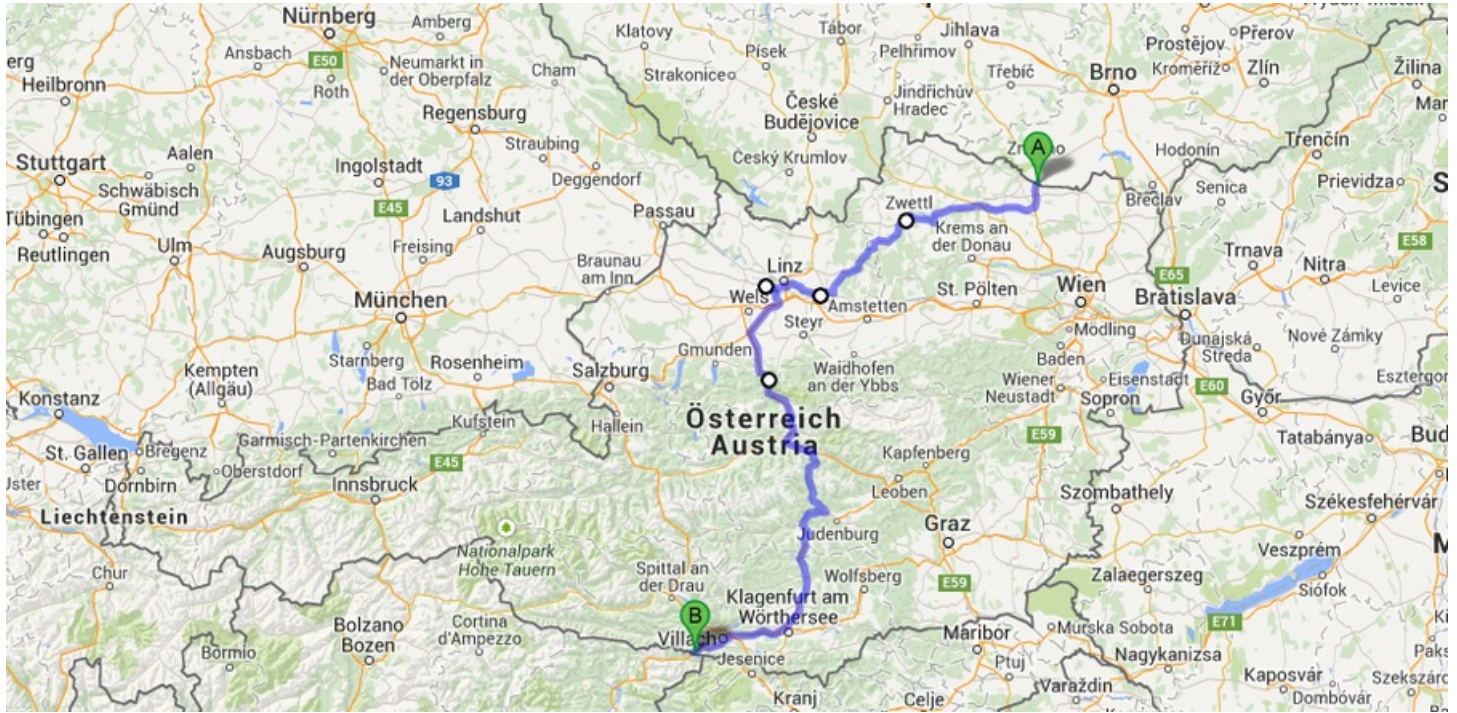 Nürnberg
Amberg
Klatovy
Tábor
Jihlava
Prostějov
Přerov
Ansbach
E50
Neumarkt in
der Oberpfalz
Cham
Písek
Pelhřimov
Strakonice
Třebíč
Brno
Kroměříž
Zlín
Žilina
erg
Heilbronn
Roth
Regensburg
České
Budějovice
Jindřichův
Hradec
Mar
Trenčín
Stuttgart
Aalen
Ingolstadt
Straubing
Český Krumlov
A
Hodonín
Schwäbisch
Gmünd
93
Deggendorf
Senica
Prievidza
S
Tübingen
Reutlingen
E45
Landshut
Passau
Zwettl
Břeclav
Ulm
Augsburg
Freising
Braunau
am Inn
Krems an
der Donau
Trnava
Nitra
E58
Linz
E65
Levice
München
Wels
Amstetten
St. Pölten
Wien
Bratislava
Steyr
Mödling
Dunajská
Streda
Nové Zámky
Starnberg
Rosenheim
Gmunden
Waidhofen
an der Ybbs
Baden
Kempten
(Allgäu)
Bad Tölz
Salzburg
Wiener
Neustadt
Eisenstadt
E60
Esztergor
Konstanz
Sopron
Győr
Kufstein
Hallein
Österreich
Austria
E59
Garmisch-Partenkirchen
St. Gallen
Bregenz
Oberstdorf
E45
Kapfenberg
Tatabánya
Bud
Dornbirn
Innsbruck
Leoben
Szombathely
Székesfehérvár
Liechtenstein
Judenburg
Graz
Nationalpark
Hohe Tauern
Veszprém
M
Chur
Spittal an
der Drau
Wolfsberg
E59
Zalaegerszeg
Siófok
B
Klagenfurt am
Wörthersee
Bolzano
Bozen
Cortina
d'Ampezzo
Villach
Maribor
Murska Sobota
E71
Bormio
Jesenice
Ptuj
Nagykanizsa
Paks
Kranj
Celje
Varaždin
Kaposvár
Dombóvár
Szekszárd